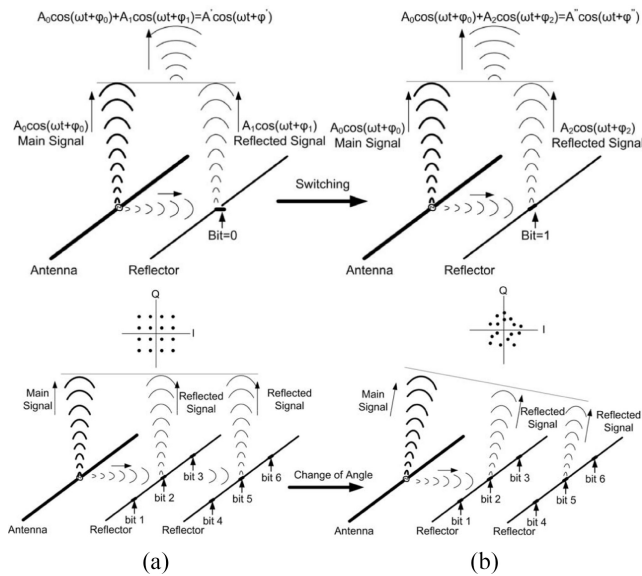 A₀cos(ωt+φ₀)+A₁cos(ωt+φ₁)=A'cos(ωt+φ')
A₀cos(ωt+φ₀)+A₂cos(ωt+φ₂)=A"cos(ωt+φ")
A₀cos(ωt+φ₀)
Main Signal
A₁cos(ωt+φ₁)
Reflected Signal
A₀cos(ωt+φ₀)
Main Signal
A₂cos(ωt+φ₂)
Reflected Signal
Switching
Bit=0
Bit=1
Antenna
Reflector
Antenna
Reflector
Q
I
Q
I
Main
Signal
Reflected
Signal
Reflected
Signal
Main
Signal
Reflected
Signal
Reflected
Signal
bit 3
bit 6
bit 2
bit 5
bit 1
bit 4
Change of Angle
bit 3
bit 6
bit 2
bit 5
bit 1
bit 4
Antenna
Reflector
Reflector
Antenna
Reflector
Reflector
(a)
(b)